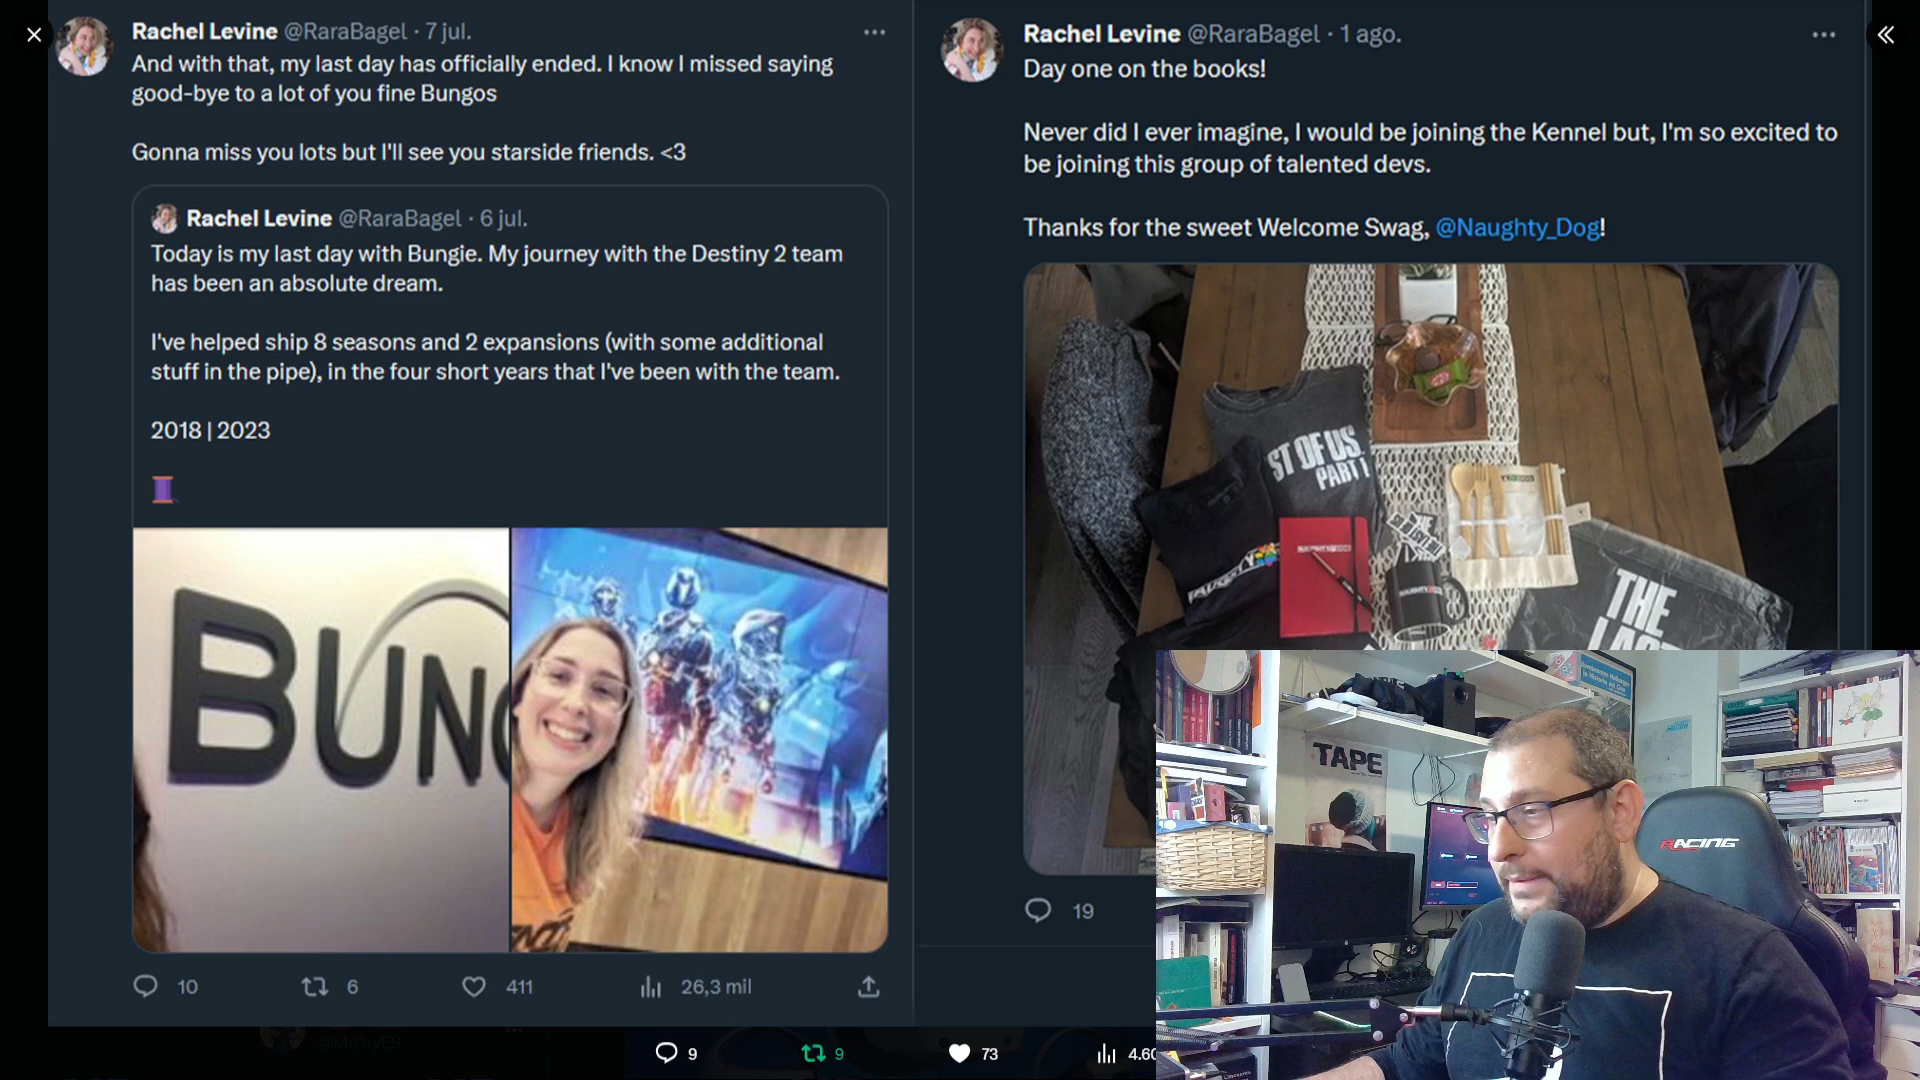 Rachel Levine @RaraBagel · 7 jul.
And with that, my last day has officially ended. I know I missed saying
good-bye to a lot of you fine Bungos
Gonna miss you lots but I'll see you starside friends. <3
Rachel Levine @RaraBagel · 6 jul.
Today is my last day with Bungie. My journey with the Destiny 2 team
has been an absolute dream.
I've helped ship 8 seasons and 2 expansions (with some additional
stuff in the pipe), in the four short years that I've been with the team.
2018 | 2023
BUNG
10
6
411
26,3 mil
Rachel Levine @RaraBagel · 1 ago.
Day one on the books!
Never did I ever imagine, I would be joining the Kennel but, I'm so excited to
be joining this group of talented devs.
Thanks for the sweet Welcome Swag, @Naughty_Dog!
ST OF US
PART I
THE
LAST
19
TAPE
RACING
@MrDryES
9
9
73
4.60